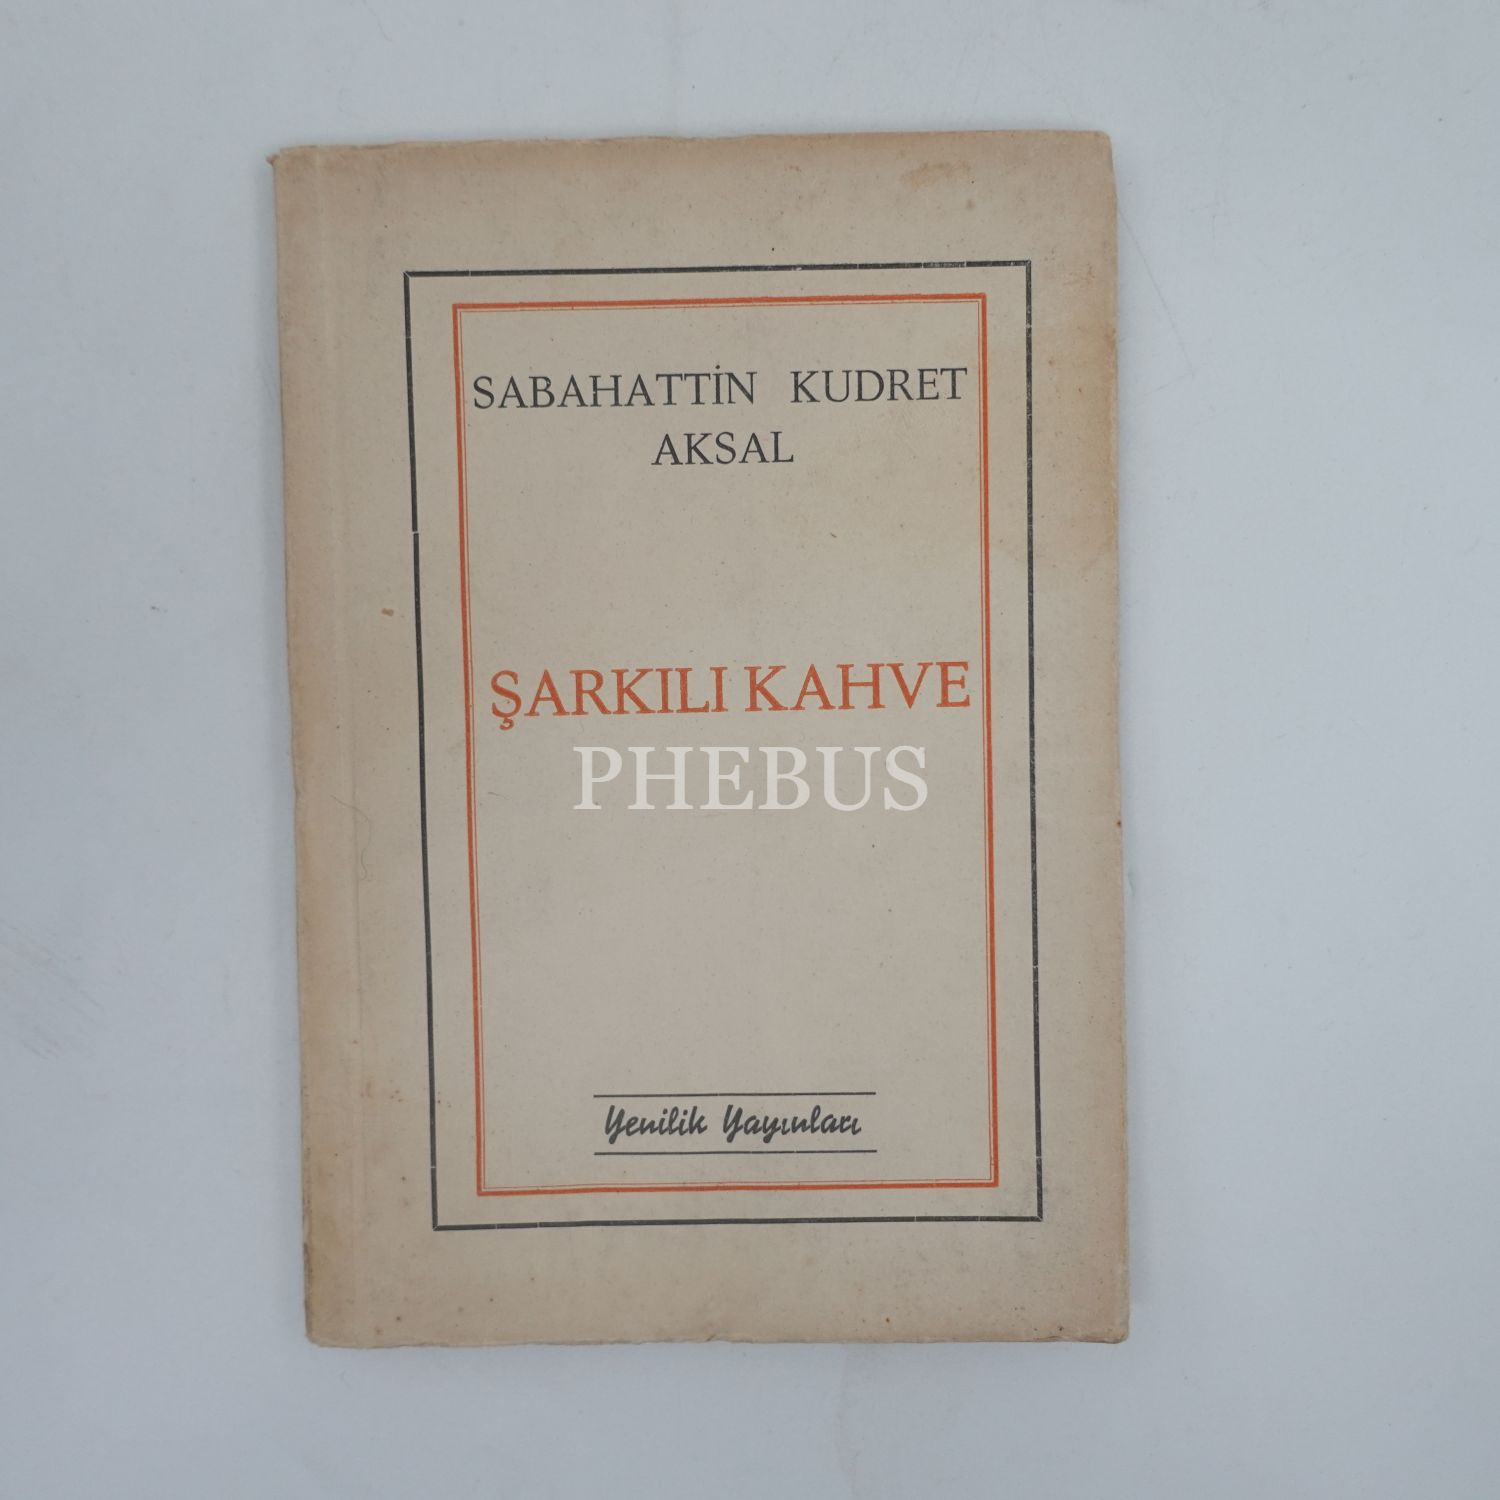 SABAHATTİN KUDRET
AKSAL
ŞARKILI KAHVE
PHEBUS
Yenilik Yayınları